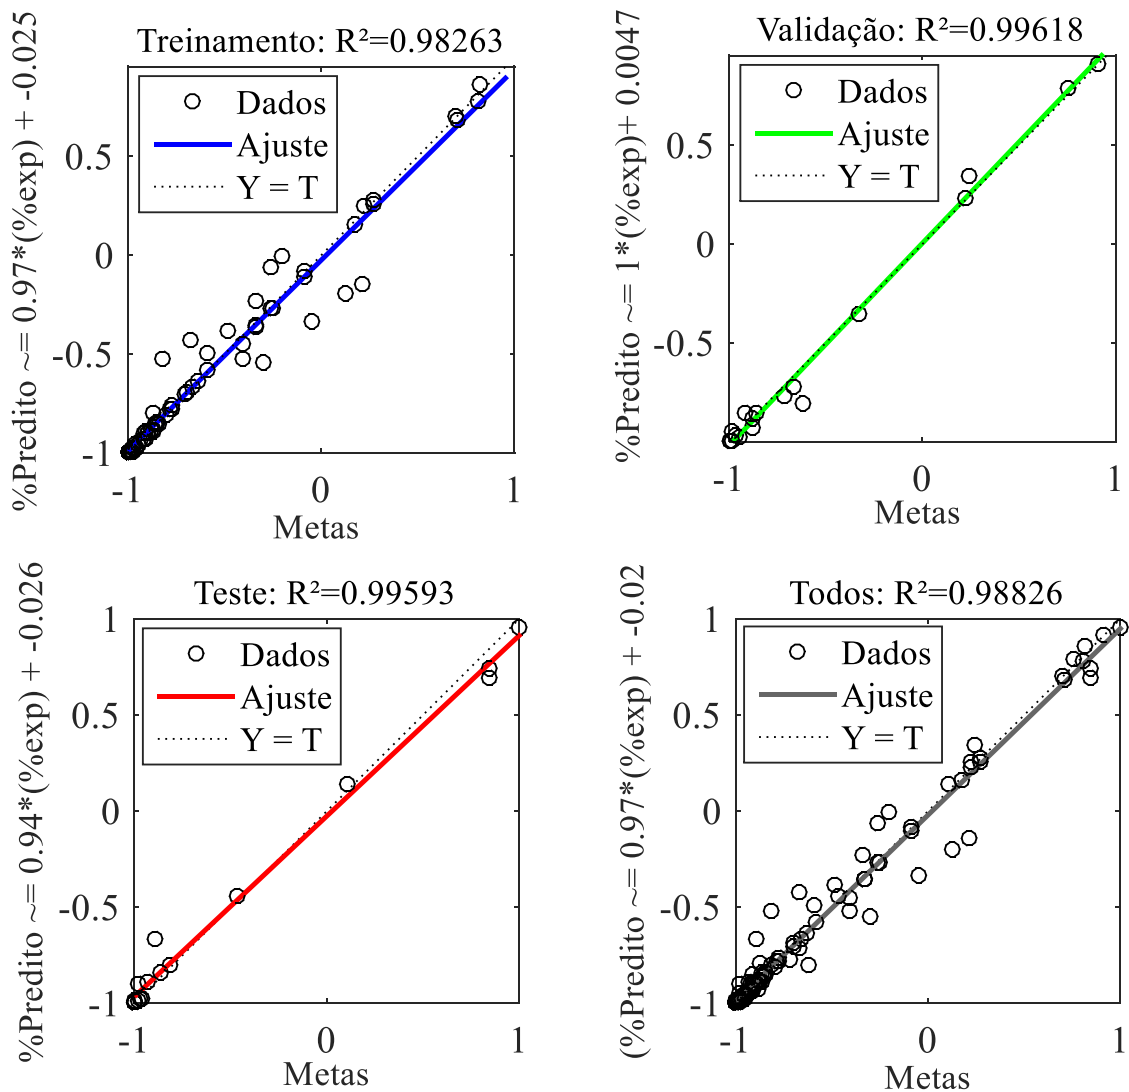 Treinamento: R²=0.98263
%Predito ~= 0.97*(%exp) + -0.025
Dados
Ajuste
Y = T
0.5
0
-0.5
-1
-1 0 1
Metas
Validação: R²=0.99618
%Predito ~= 1*(%exp)+ 0.0047
Dados
Ajuste
Y = T
0.5
0
-0.5
-1 0 1
Metas
Teste: R²=0.99593
%Predito ~= 0.94*(%exp) + -0.026
Dados
Ajuste
Y = T
1
0.5
0
-0.5
-1
-1 0 1
Metas
Todos: R²=0.98826
(%Predito ~= 0.97*(%exp) + -0.02
Dados
Ajuste
Y = T
1
0.5
0
-0.5
-1
-1 0 1
Metas